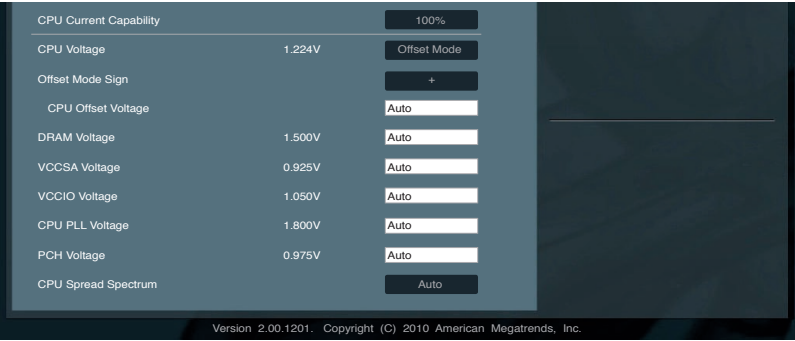 CPU Current Capability 100%
CPU Voltage 1.224V Offset Mode
Offset Mode Sign +
CPU Offset Voltage Auto
DRAM Voltage 1.500V Auto
VCCSA Voltage 0.925V Auto
VCCIO Voltage 1.050V Auto
CPU PLL Voltage 1.800V Auto
PCH Voltage 0.975V Auto
CPU Spread Spectrum Auto
Version 2.00.1201. Copyright (C) 2010 American Megatrends, Inc.